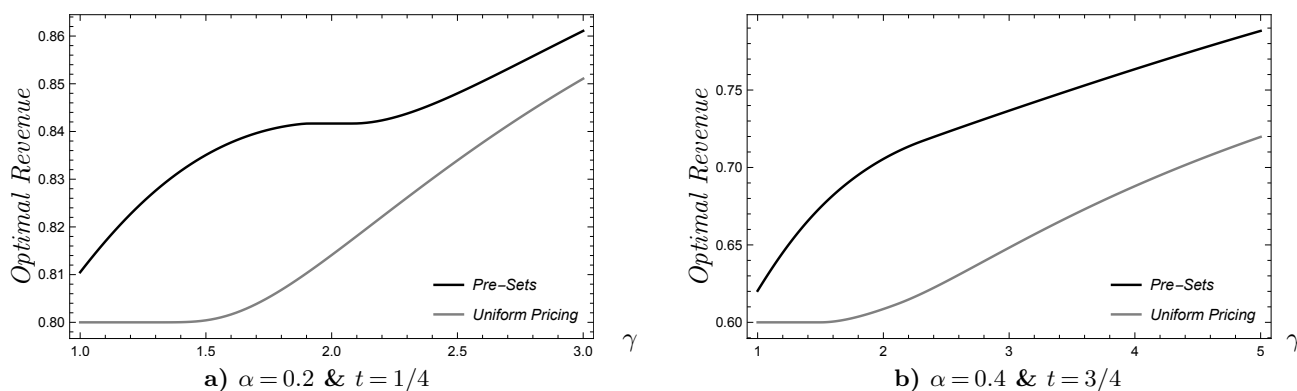 Optimal Revenue
0.86
0.85
0.84
0.83
0.82
0.81
0.80
1.0 1.5 2.0 2.5 3.0
γ
Pre-Sets
Uniform Pricing
a) α = 0.2 & t = 1/4
Optimal Revenue
0.75
0.70
0.65
0.60
1 2 3 4 5
γ
Pre-Sets
Uniform Pricing
b) α = 0.4 & t = 3/4